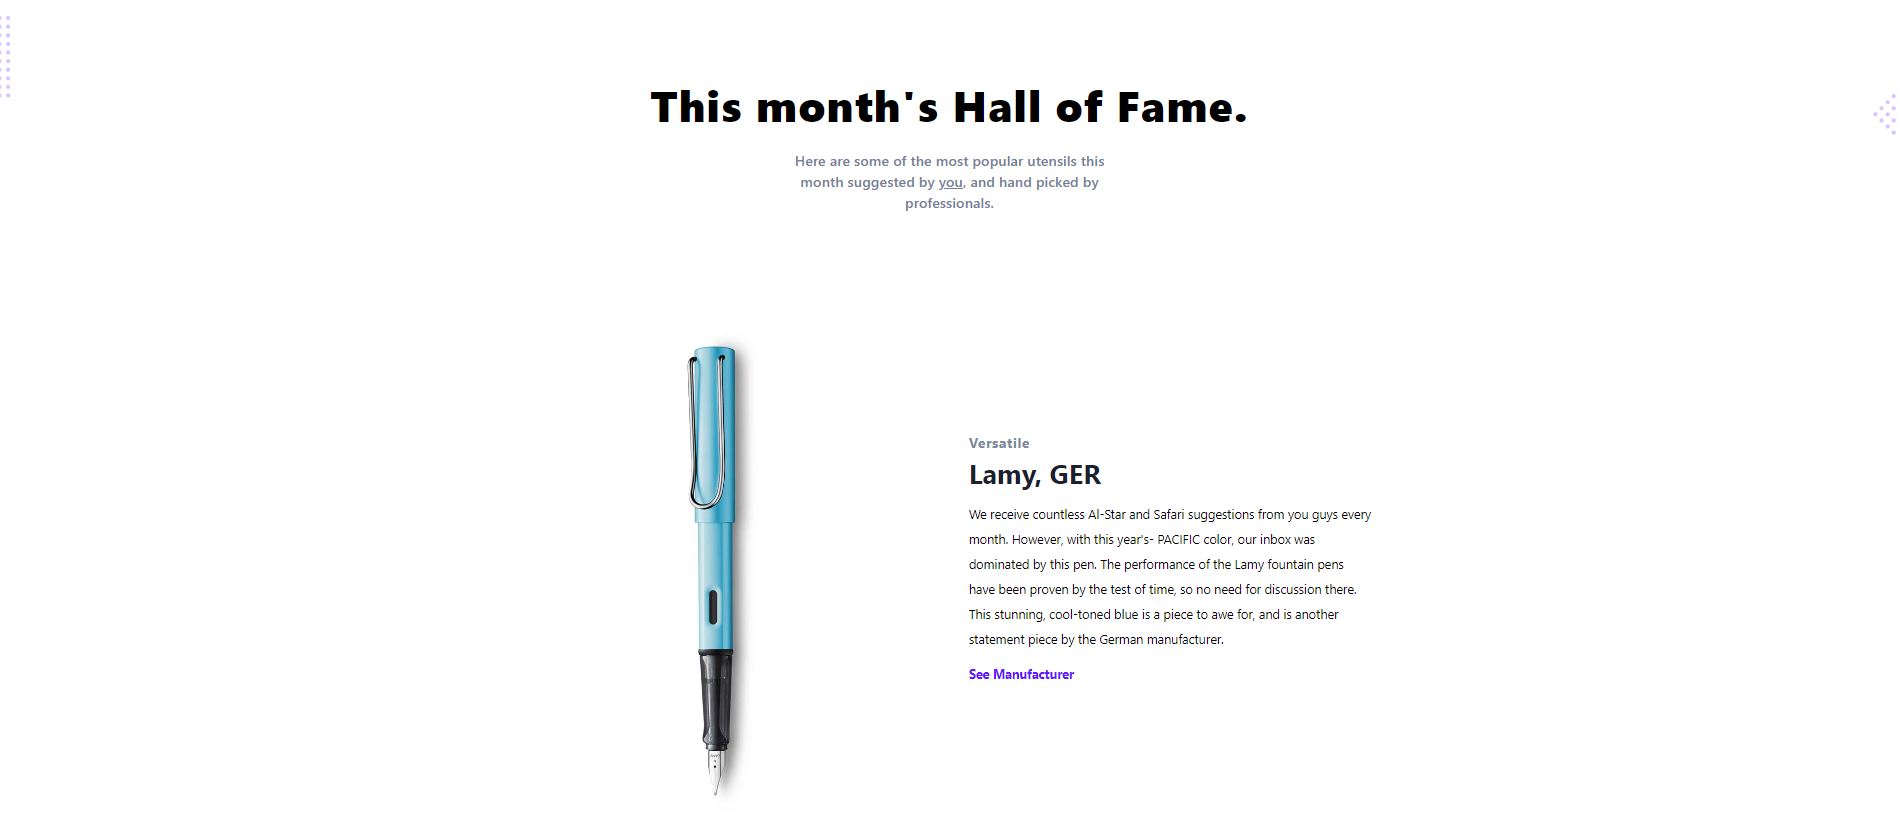 This month's Hall of Fame.
Here are some of the most popular utensils this
month suggested by you, and hand picked by
professionals.
Versatile
Lamy, GER
We receive countless Al-Star and Safari suggestions from you guys every
month. However, with this year's- PACIFIC color, our inbox was
dominated by this pen. The performance of the Lamy fountain pens
have been proven by the test of time, so no need for discussion there.
This stunning, cool-toned blue is a piece to awe for, and is another
statement piece by the German manufacturer.
See Manufacturer